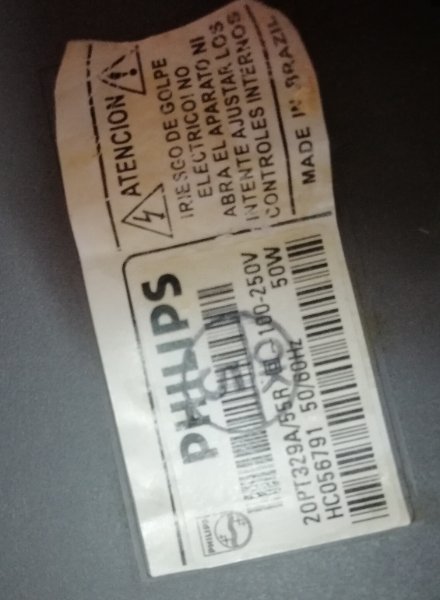 ATENCION
¡RIESGO DE GOLPE
ELECTRICO! NO
ABRA EL APARATO NI
INTENTE AJUSTAR LOS
CONTROLES INTERNOS
MADE IN BRAZIL
PHILIPS
100-250V
50W
20PT329A/55R
HC056791 50/60Hz
PHILIPS